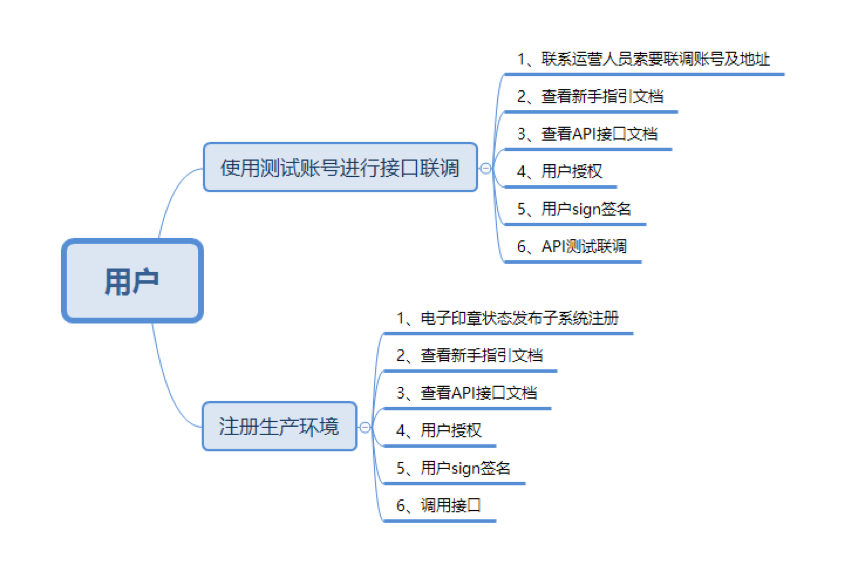 用户
使用测试账号进行接口联调
1、联系运营人员索要联调账号及地址
2、查看新手指引文档
3、查看API接口文档
4、用户授权
5、用户sign签名
6、API测试联调
注册生产环境
1、电子印章状态发布子系统注册
2、查看新手指引文档
3、查看API接口文档
4、用户授权
5、用户sign签名
6、调用接口